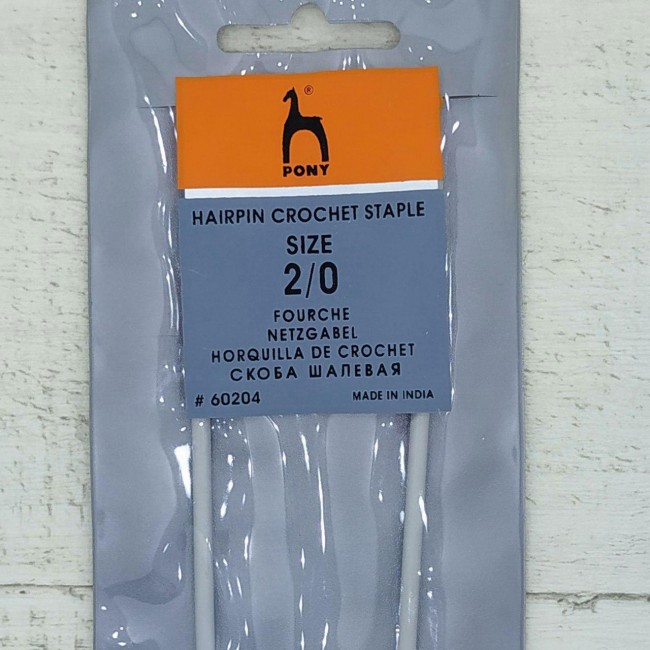 ®
PONY
HAIRPIN CROCHET STAPLE
SIZE
2/0
FOURCHE
NETZGABEL
HORQUILLA DE CROCHET
СКОБА ШАЛЕВАЯ
# 60204 MADE IN INDIA